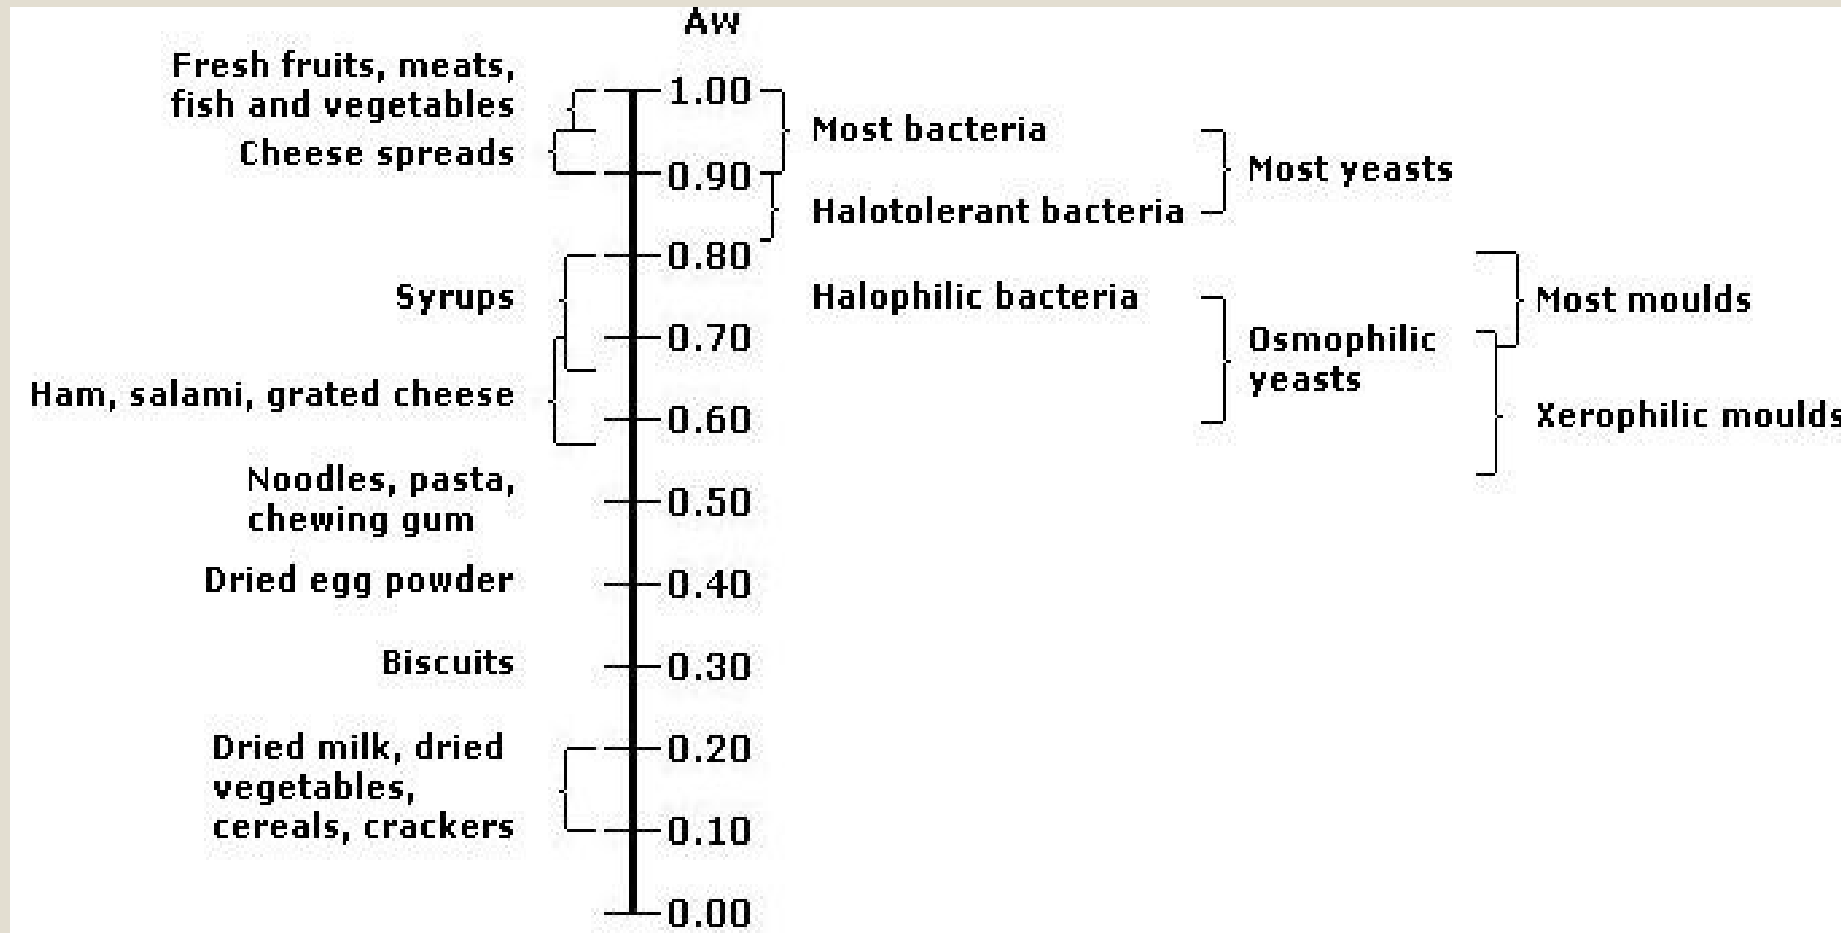 Aw
Fresh fruits, meats,
fish and vegetables
Cheese spreads
Syrups
Ham, salami, grated cheese
Noodles, pasta,
chewing gum
Dried egg powder
Biscuits
Dried milk, dried
vegetables,
cereals, crackers
1.00
0.90
0.80
0.70
0.60
0.50
0.40
0.30
0.20
0.10
0.00
Most bacteria
Halotolerant bacteria
Halophilic bacteria
Most yeasts
Osmophilic
yeasts
Most moulds
Xerophilic moulds